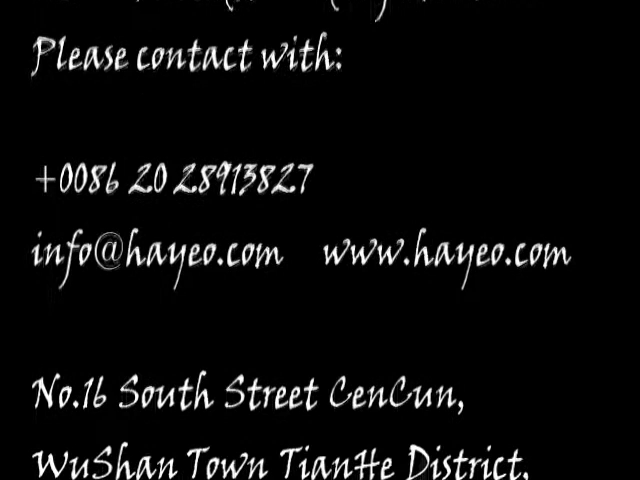 Please contact with:
+0086 20 28913827
info@hayeo.com www.hayeo.com
No.16 South Street CenCun,
WuShan Town TianHe District,